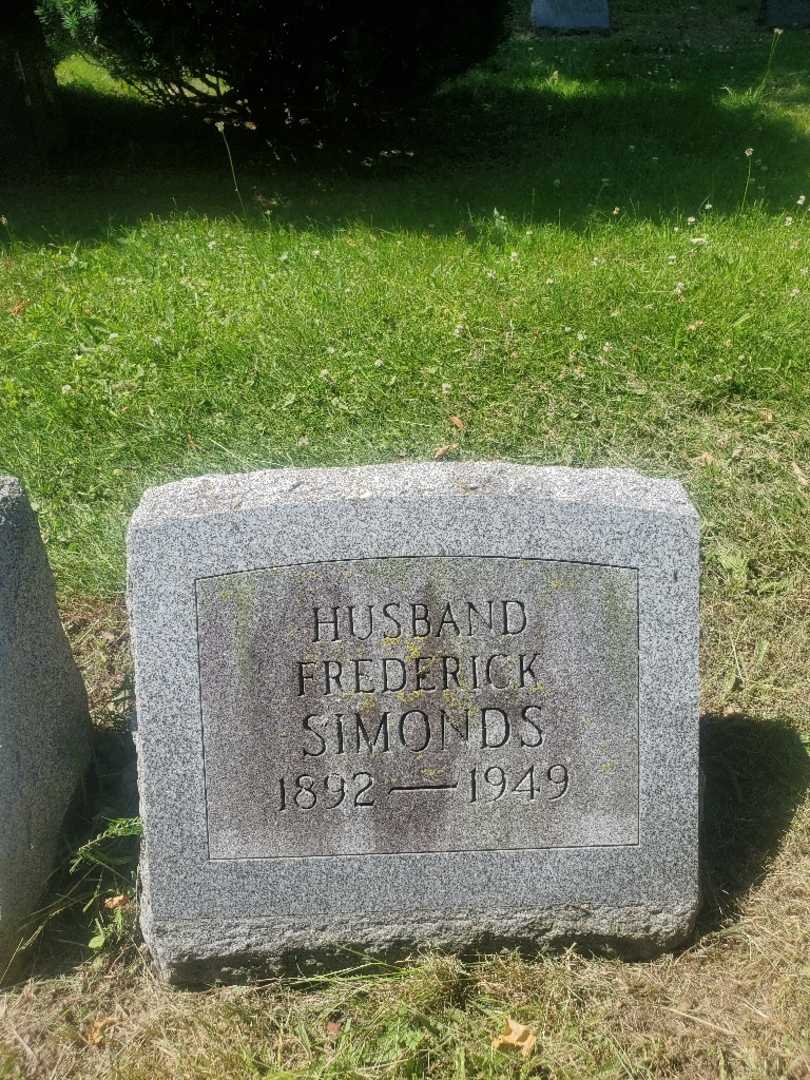 HUSBAND
FREDERICK
SIMONDS
1892 — 1949